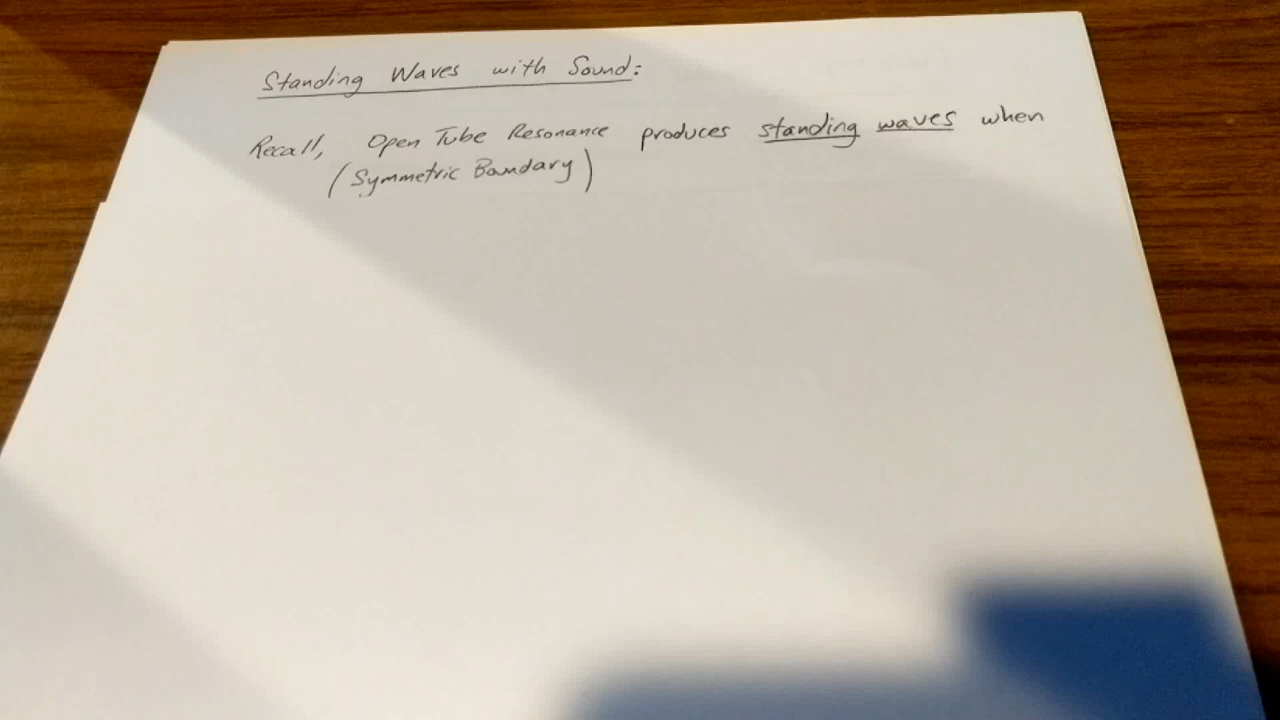 Standing Waves with Sound:
Recall, Open Tube Resonance produces standing waves when
(Symmetric Boundary)